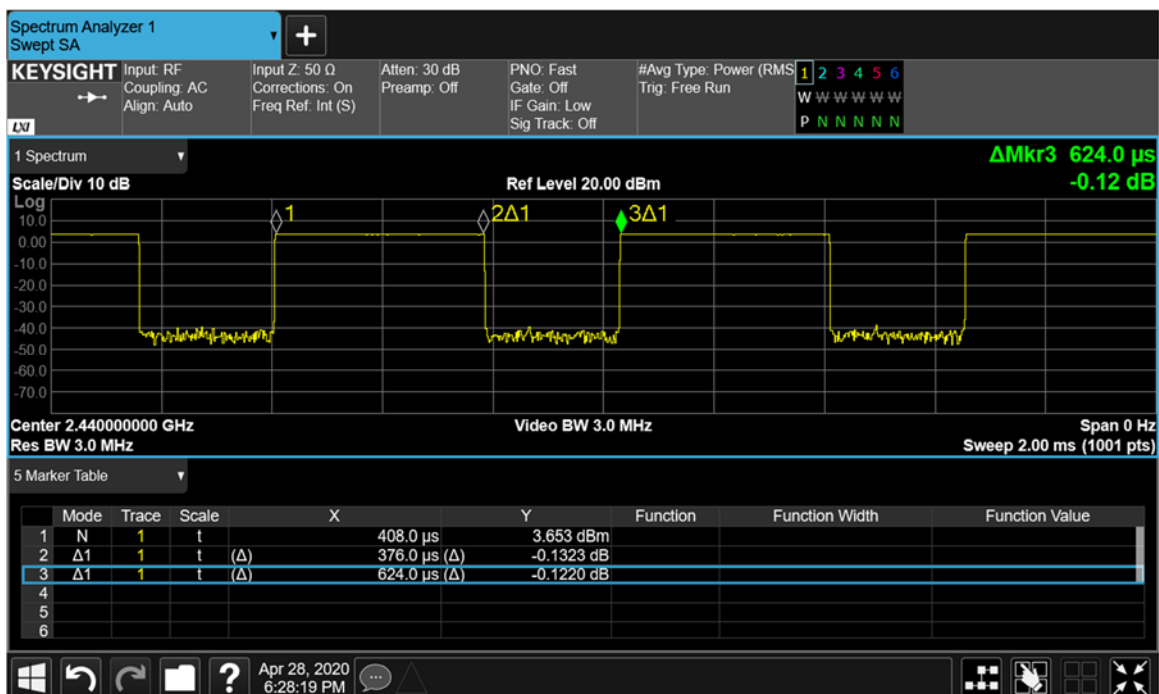 Spectrum Analyzer 1
Swept SA
KEYSIGHT
LXI
Input: RF
Coupling: AC
Align: Auto
Input Z: 50 Ω
Corrections: On
Freq Ref: Int (S)
Atten: 30 dB
Preamp: Off
PNO: Fast
Gate: Off
IF Gain: Low
Sig Track: Off
#Avg Type: Power (RMS
Trig: Free Run
1 2 3 4 5 6
W W W W W W
P N N N N N
1 Spectrum
ΔMkr3 624.0 µs
-0.12 dB
Scale/Div 10 dB
Ref Level 20.00 dBm
Log
1
2Δ1
3Δ1
10.0
0.00
-10.0
-20.0
-30.0
-40.0
-50.0
-60.0
-70.0
Center 2.440000000 GHz
Video BW 3.0 MHz
Span 0 Hz
Res BW 3.0 MHz
Sweep 2.00 ms (1001 pts)
5 Marker Table
Mode Trace Scale X Y Function Function Width Function Value
1 N 1 t 408.0 µs 3.653 dBm
2 Δ1 1 t (Δ) 376.0 µs (Δ) -0.1323 dB
3 Δ1 1 t (Δ) 624.0 µs (Δ) -0.1220 dB
4
5
6
?
Apr 28, 2020
6:28:19 PM